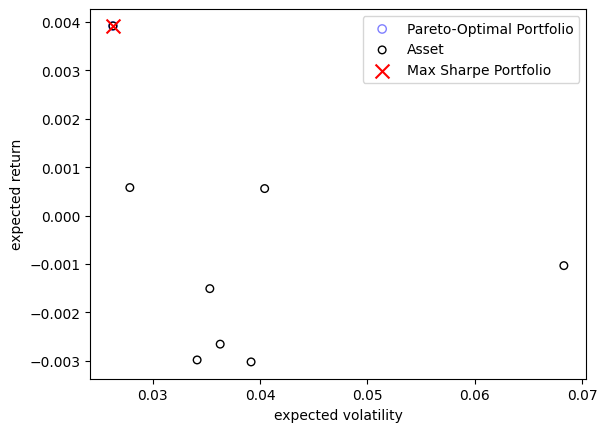 0.004
0.003
0.002
0.001
0.000
−0.001
−0.002
−0.003
expected return
Pareto-Optimal Portfolio
Asset
Max Sharpe Portfolio
0.03 0.04 0.05 0.06 0.07
expected volatility